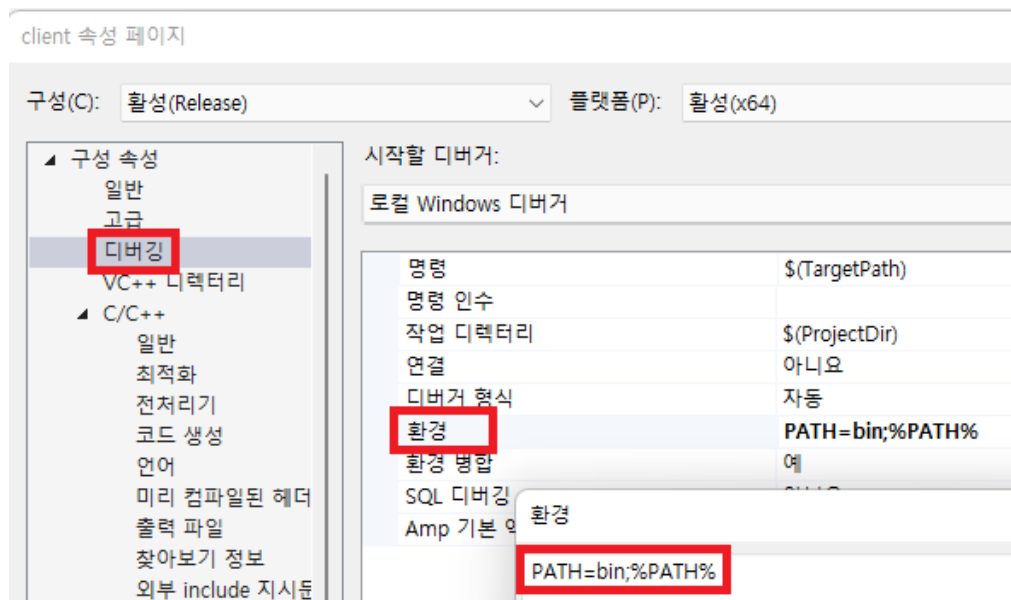 client 속성 페이지
구성(C): 활성(Release) 플랫폼(P): 활성(x64)
구성 속성
일반
고급
디버깅
VC++ 디렉터리
C/C++
일반
최적화
전처리기
코드 생성
언어
미리 컴파일된 헤더
출력 파일
찾아보기 정보
외부 include 지시문
시작할 디버거:
로컬 Windows 디버거
명령 $(TargetPath)
명령 인수
작업 디렉터리 $(ProjectDir)
연결 아니요
디버거 형식 자동
환경 PATH=bin;%PATH%
환경 병합 예
SQL 디버깅
Amp 기본
환경
PATH=bin;%PATH%